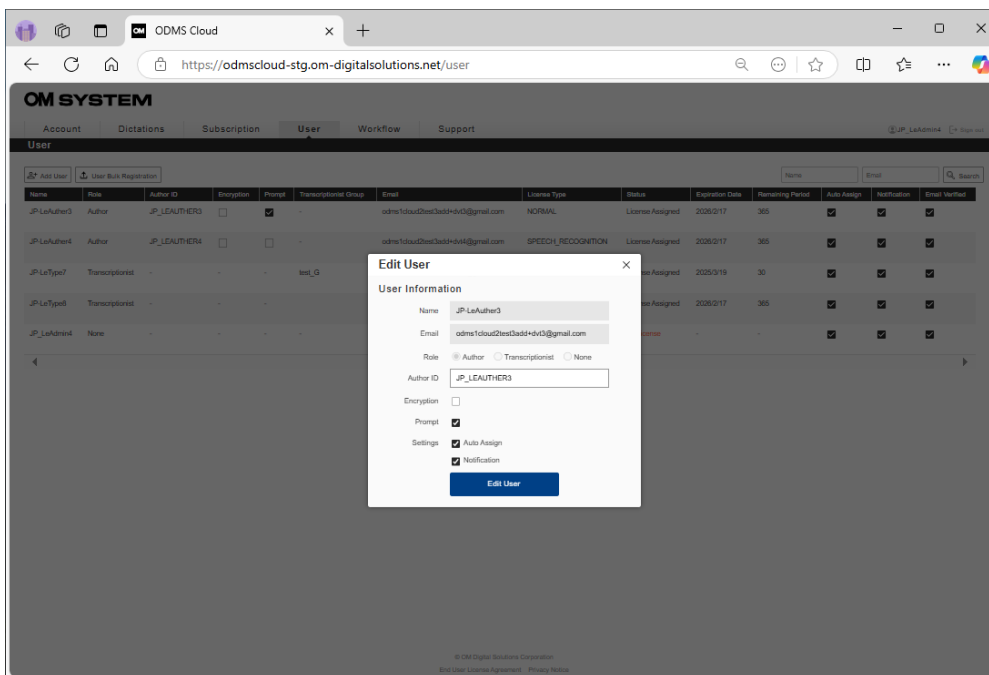 OM ODMS Cloud
https://odmscloud-stg.om-digitalsolutions.net/user
OM SYSTEM
Account Dictations Subscription User Workflow Support JP_LeAdmin4 Sign out
User
Add User User Bulk Registration Name Email Search
Name Role Author ID Encryption Prompt Transcriptionist Group Email License Type Status Expiration Date Remaining Period Auto Assign Notification Email Verified
JP-LeAuther3 Author JP_LEAUTHER3 - odms1cloud2test3add+dvt3@gmail.com NORMAL License Assigned 2026/2/17 365
JP-LeAuther4 Author JP_LEAUTHER4 - odms1cloud2test3add+dvt4@gmail.com SPEECH_RECOGNITION License Assigned 2026/2/17 365
JP-LeType7 Transcriptionist - - - test_G se Assigned 2025/3/19 30
JP-LeType8 Transcriptionist - - - se Assigned 2026/2/17 365
JP_LeAdmin4 None - - - - license - -
Edit User
User Information
Name JP-LeAuther3
Email odms1cloud2test3add+dvt3@gmail.com
Role Author Transcriptionist None
Author ID JP_LEAUTHER3
Encryption
Prompt
Settings Auto Assign
Notification
Edit User
© OM Digital Solutions Corporation
End User License Agreement Privacy Notice